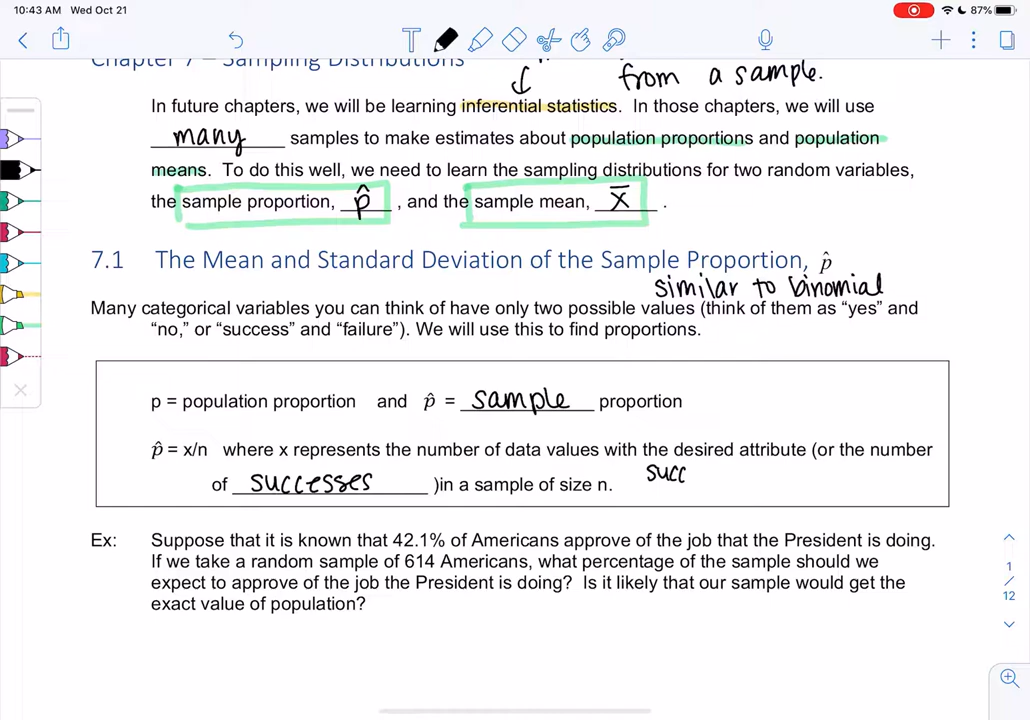 10:43 AM Wed Oct 21
87%
Chapter 7 – Sampling Distributions
from a sample.
In future chapters, we will be learning inferential statistics. In those chapters, we will use
many samples to make estimates about population proportions and population
means. To do this well, we need to learn the sampling distributions for two random variables,
the sample proportion, p̂, and the sample mean, x̄.
7.1 The Mean and Standard Deviation of the Sample Proportion, p̂
similar to binomial
Many categorical variables you can think of have only two possible values (think of them as “yes” and
“no,” or “success” and “failure”). We will use this to find proportions.
p = population proportion and p̂ = sample proportion
p̂ = x/n where x represents the number of data values with the desired attribute (or the number
of successes )in a sample of size n.
succ
Ex: Suppose that it is known that 42.1% of Americans approve of the job that the President is doing.
If we take a random sample of 614 Americans, what percentage of the sample should we
expect to approve of the job the President is doing? Is it likely that our sample would get the
exact value of population?
1
/
12